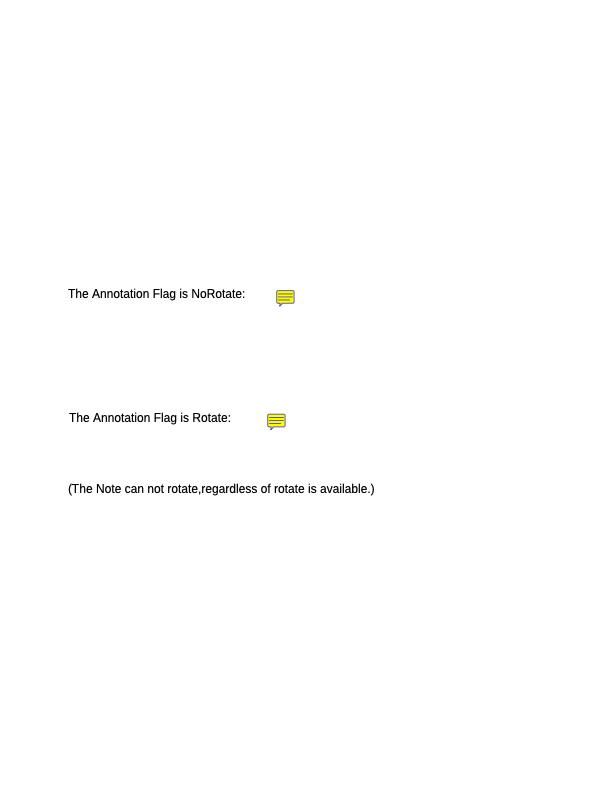 The Annotation Flag is NoRotate:
The Annotation Flag is Rotate:
(The Note can not rotate,regardless of rotate is available.)